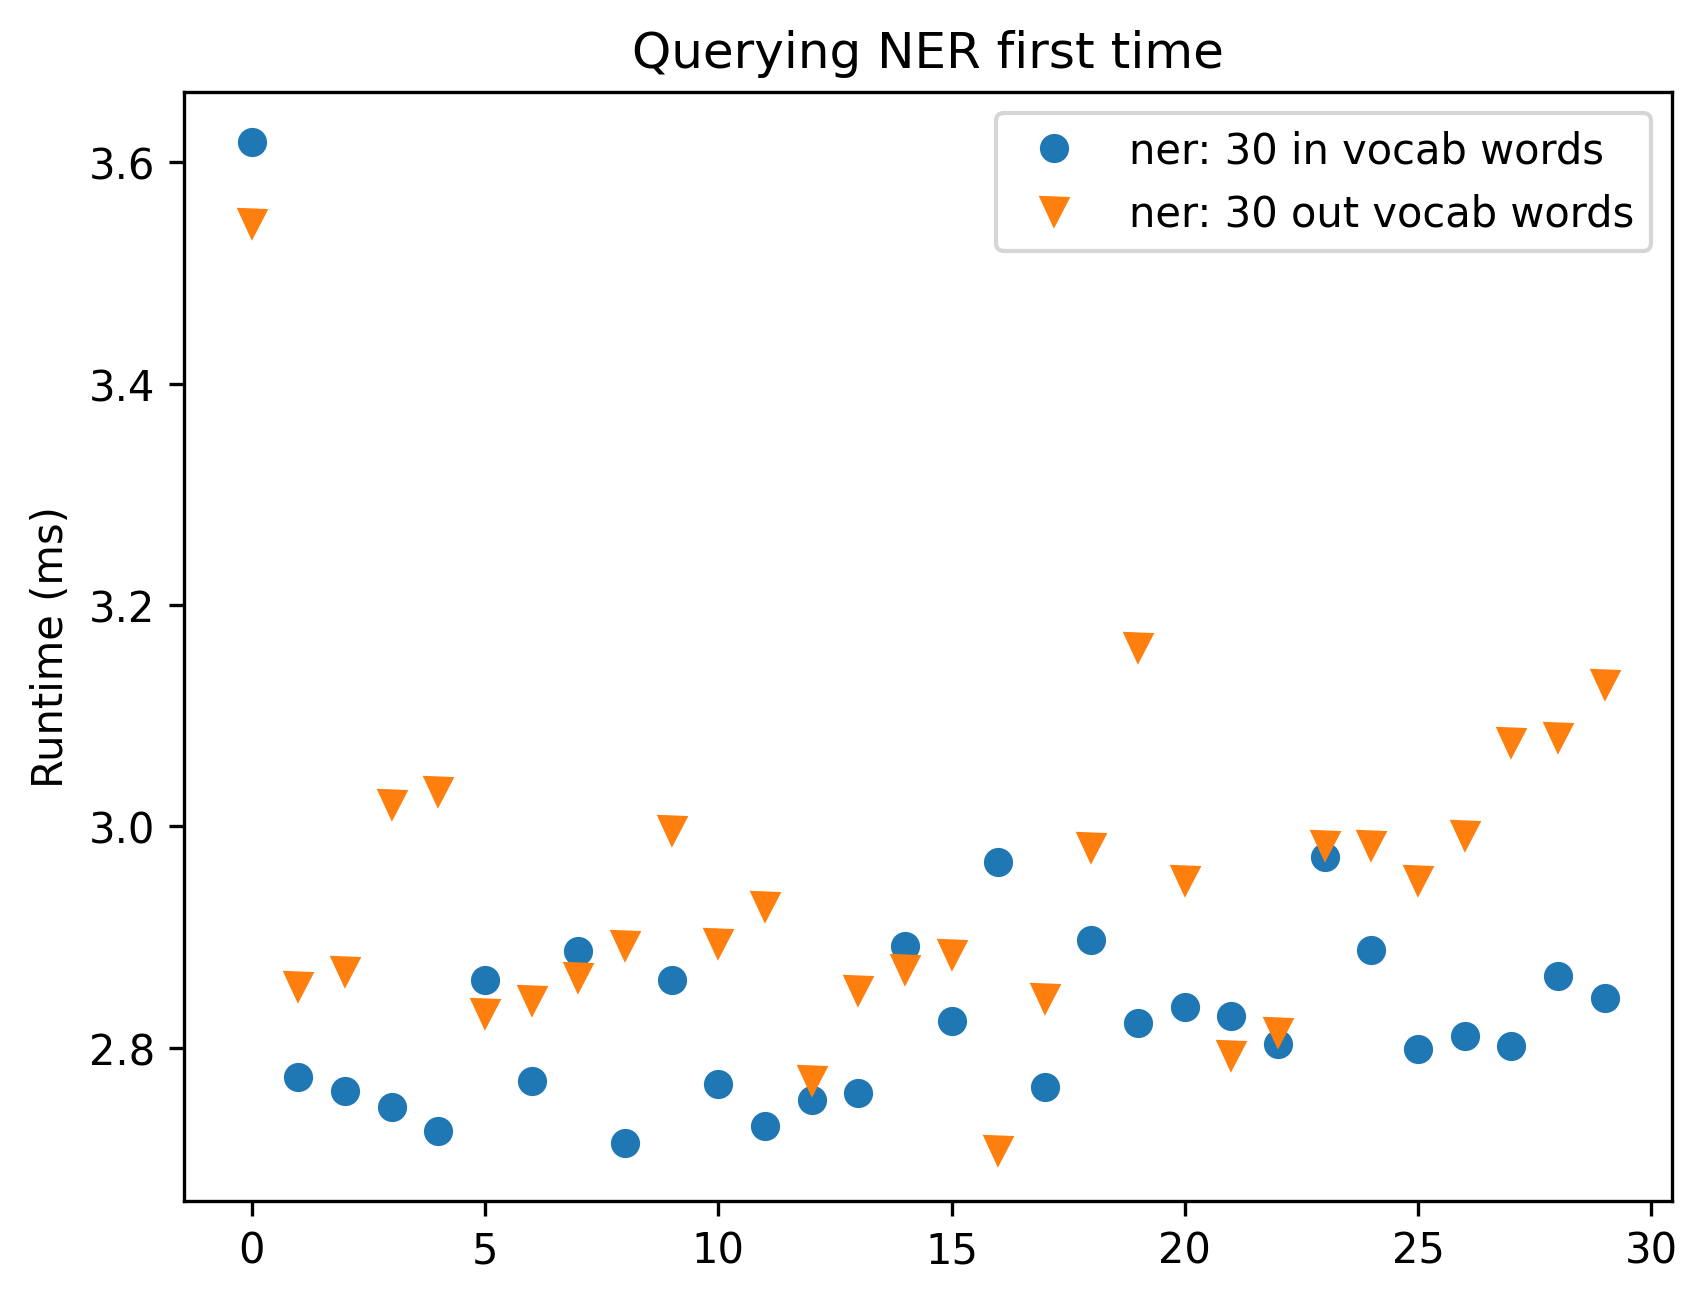 Querying NER first time
ner: 30 in vocab words
ner: 30 out vocab words
Runtime (ms)
3.6
3.4
3.2
3.0
2.8
0 5 10 15 20 25 30